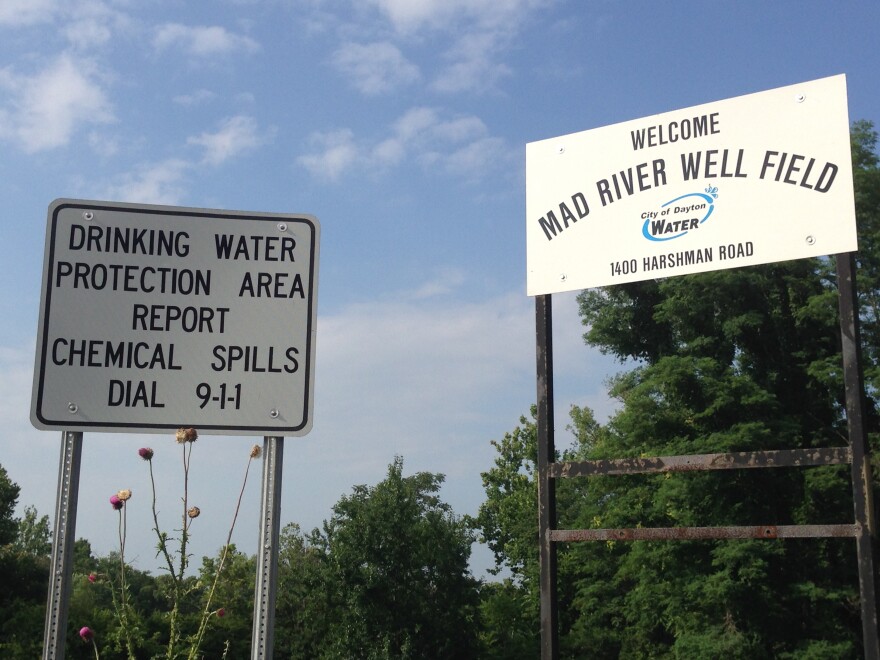 DRINKING WATER
PROTECTION AREA
REPORT
CHEMICAL SPILLS
DIAL 9-1-1
WELCOME
MAD RIVER WELL FIELD
City of Dayton
WATER
1400 HARSHMAN ROAD